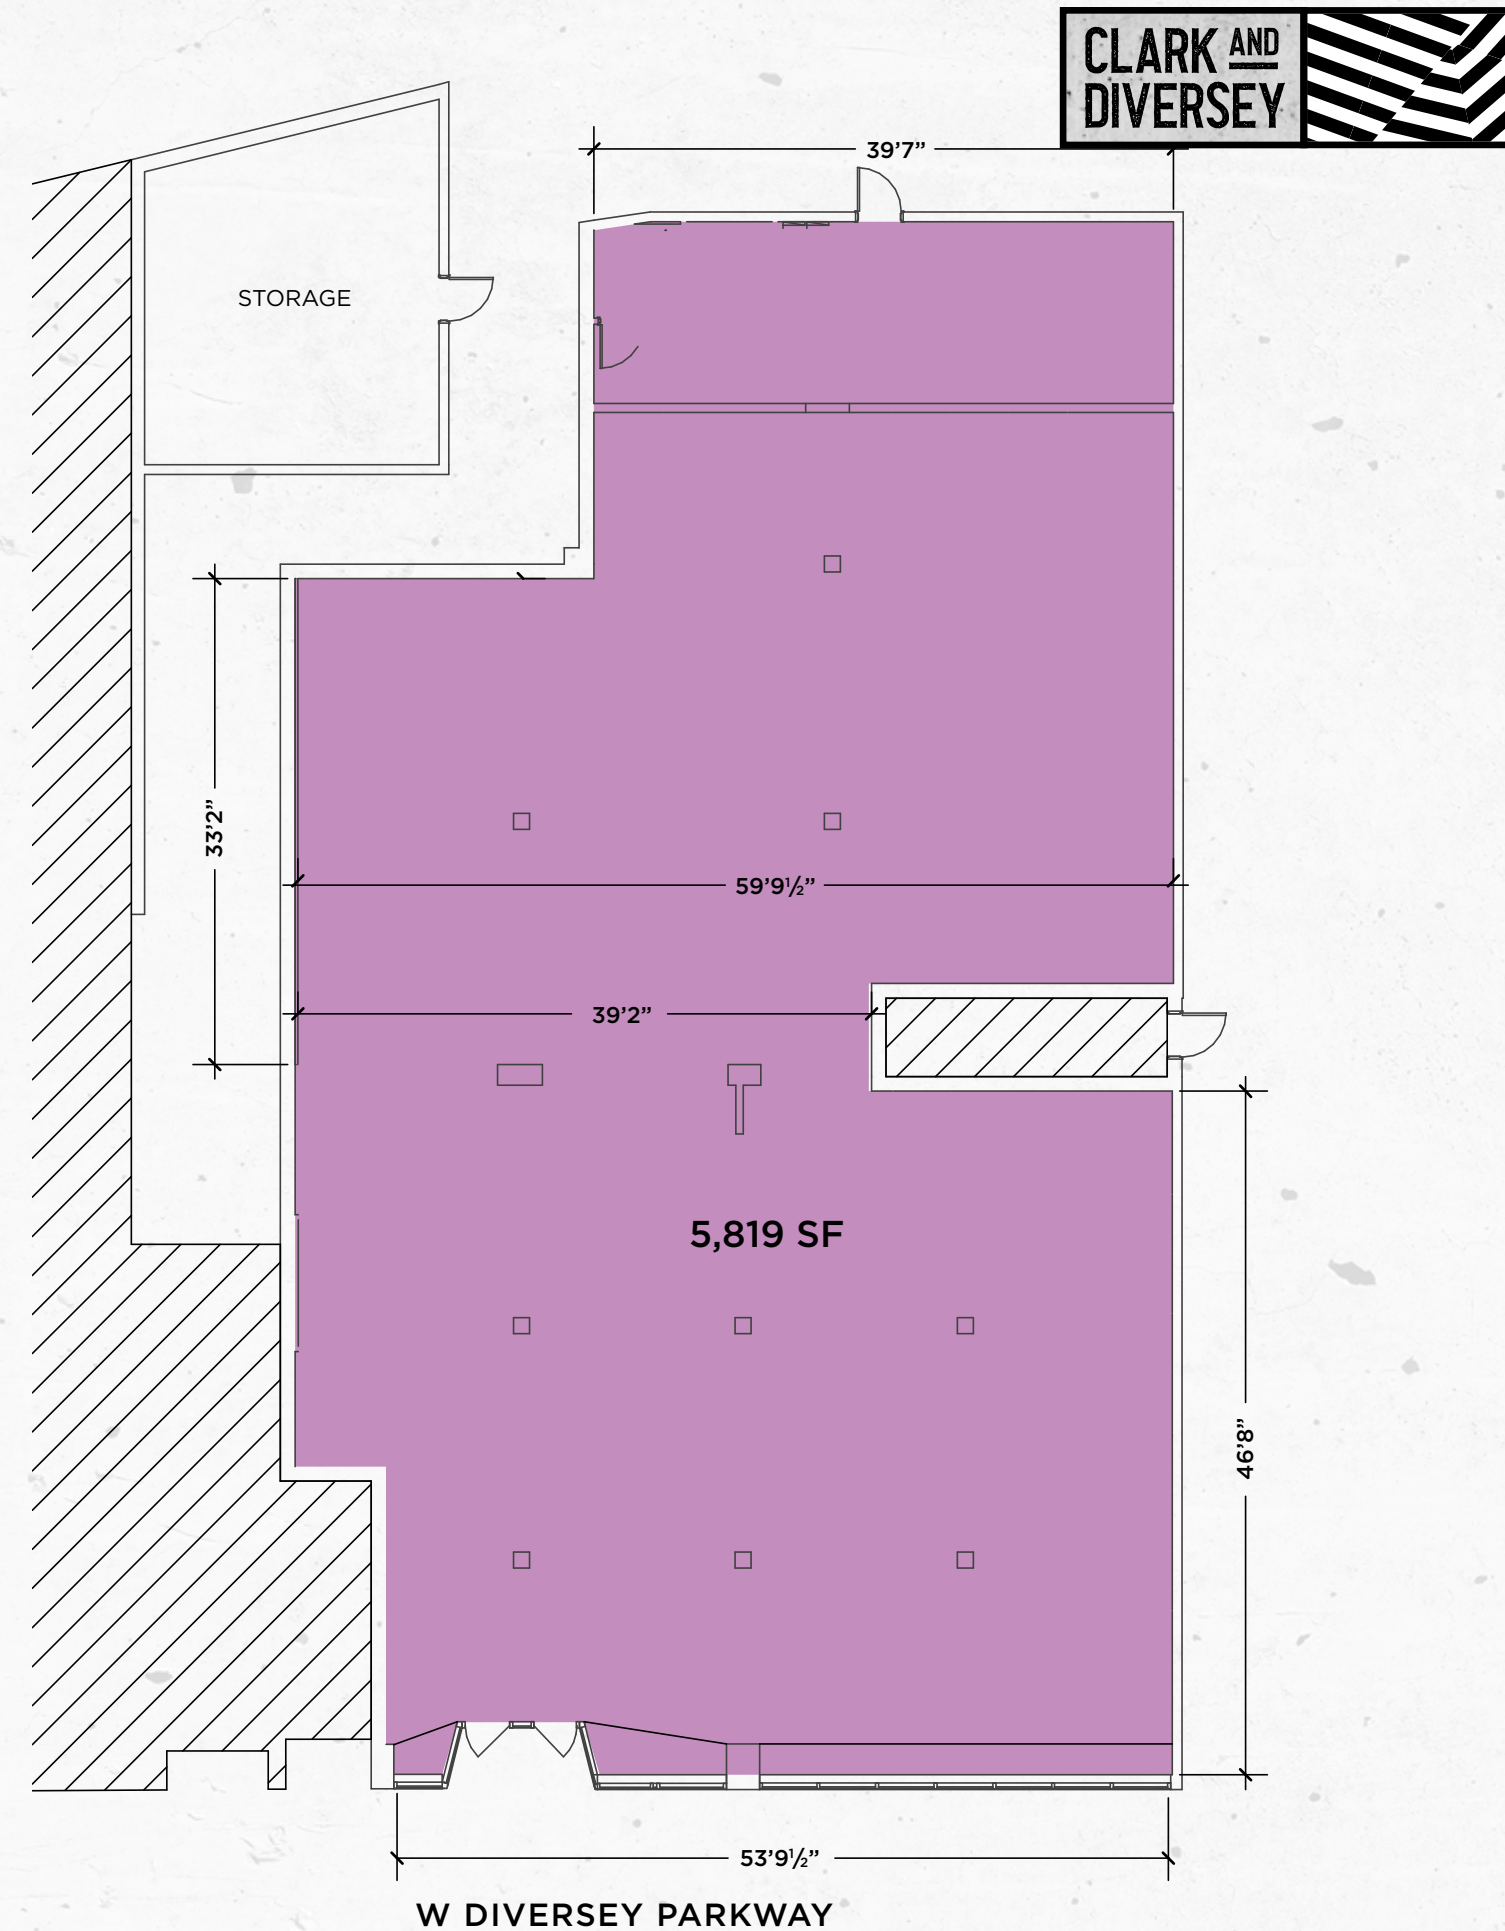 CLARK AND
DIVERSEY
39’7”
STORAGE
33’2”
59’9½”
39’2”
5,819 SF
46’8”
53’9½”
W DIVERSEY PARKWAY